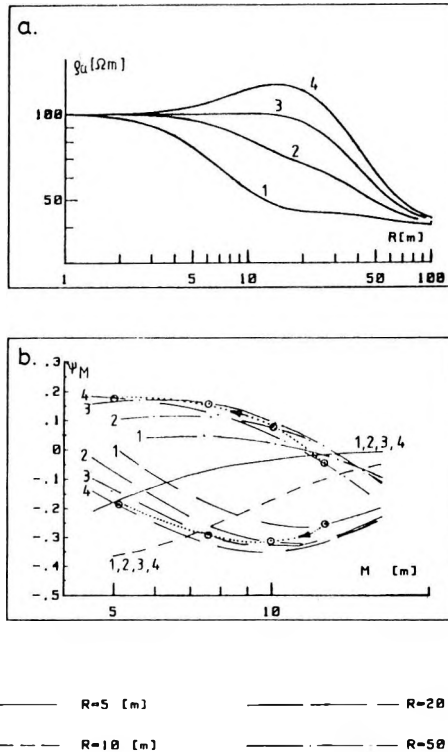 a.
ρa [Ωm]
100
50
4
3
2
1
R[m]
1 5 10 50 100
b.
ψM
.3
.2
.1
0
-.1
-.2
-.3
-.4
-.5
4
3
2
1
1
2
3
4
1,2,3,4
1,2,3,4
M [m]
5 10
R=5 [m]
R=20
R=10 [m]
R=50